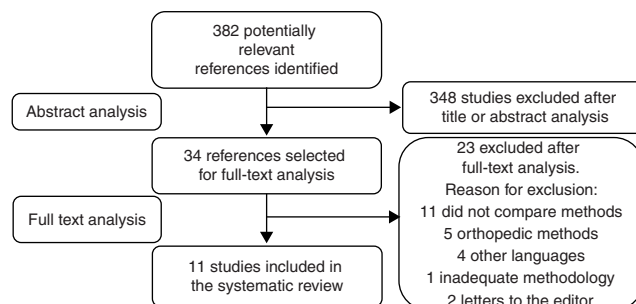 382 potentially
relevant
references identified
Abstract analysis
348 studies excluded after
title or abstract analysis
34 references selected
for full-text analysis
23 excluded after
full-text analysis.
Reason for exclusion:
11 did not compare methods
5 orthopedic methods
4 other languages
1 inadequate methodology
2 letters to the editor
Full text analysis
11 studies included in
the systematic review